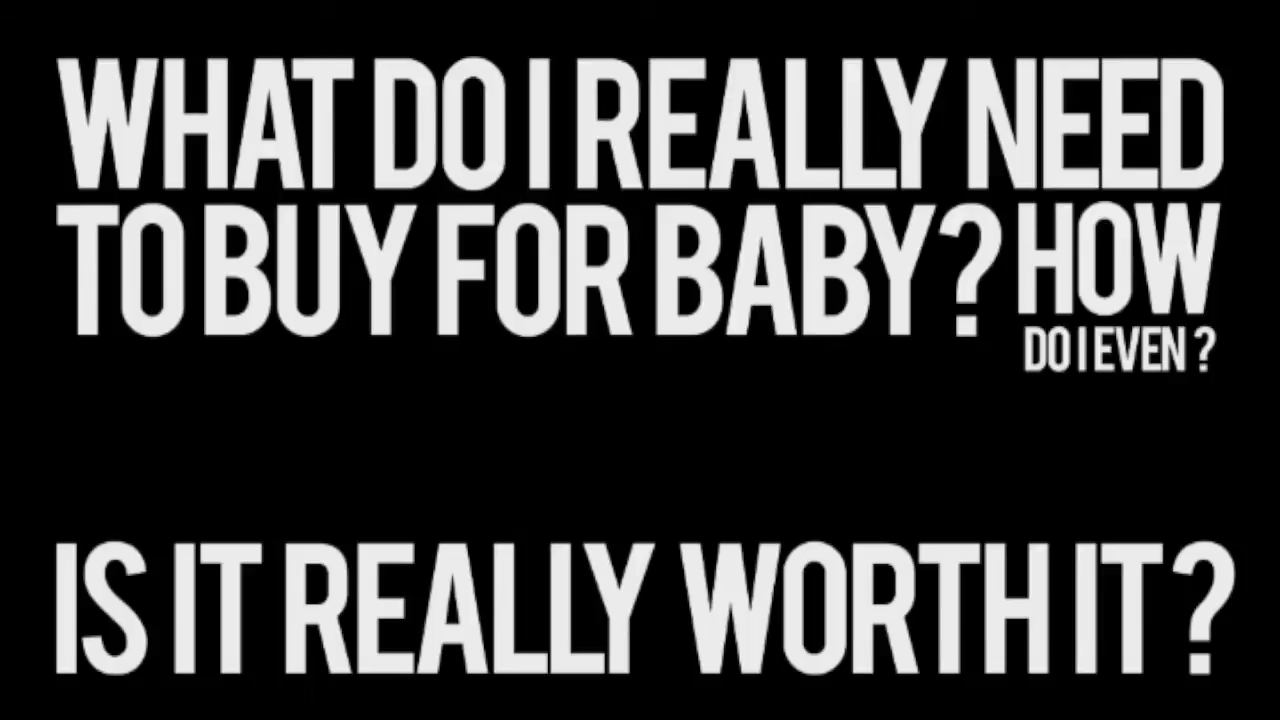 WHAT DO I REALLY NEED
TO BUY FOR BABY? HOW
DO I EVEN ?
IS IT REALLY WORTH IT ?